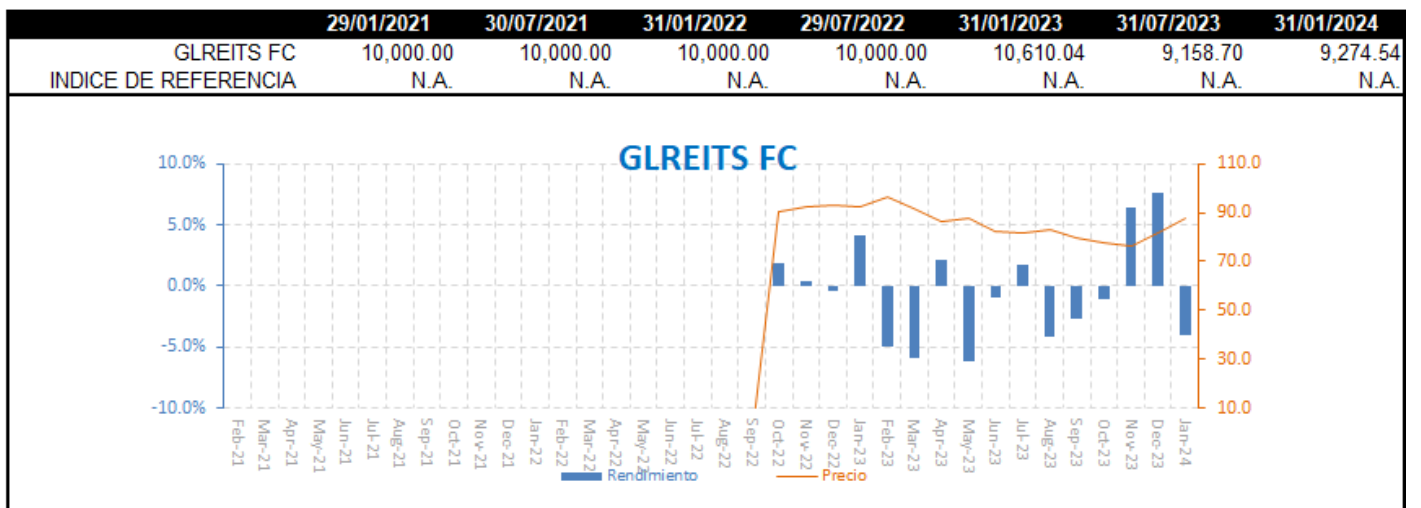 29/01/2021 30/07/2021 31/01/2022 29/07/2022 31/01/2023 31/07/2023 31/01/2024
GLREITS FC 10,000.00 10,000.00 10,000.00 10,000.00 10,610.04 9,158.70 9,274.54
INDICE DE REFERENCIA N.A. N.A. N.A. N.A. N.A. N.A. N.A.
GLREITS FC
10.0% 110.0
5.0% 90.0
70.0
0.0%
50.0
-5.0% 30.0
-10.0% 10.0
Feb-21 Mar-21 Apr-21 May-21 Jun-21 Jul-21 Aug-21 Sep-21 Oct-21 Nov-21 Dec-21 Jan-22 Feb-22 Mar-22 Apr-22 May-22 Jun-22 Jul-22 Aug-22 Sep-22 Oct-22 Nov-22 Dec-22 Jan-23 Feb-23 Mar-23 Apr-23 May-23 Jun-23 Jul-23 Aug-23 Sep-23 Oct-23 Nov-23 Dec-23 Jan-24
Rendimiento Precio